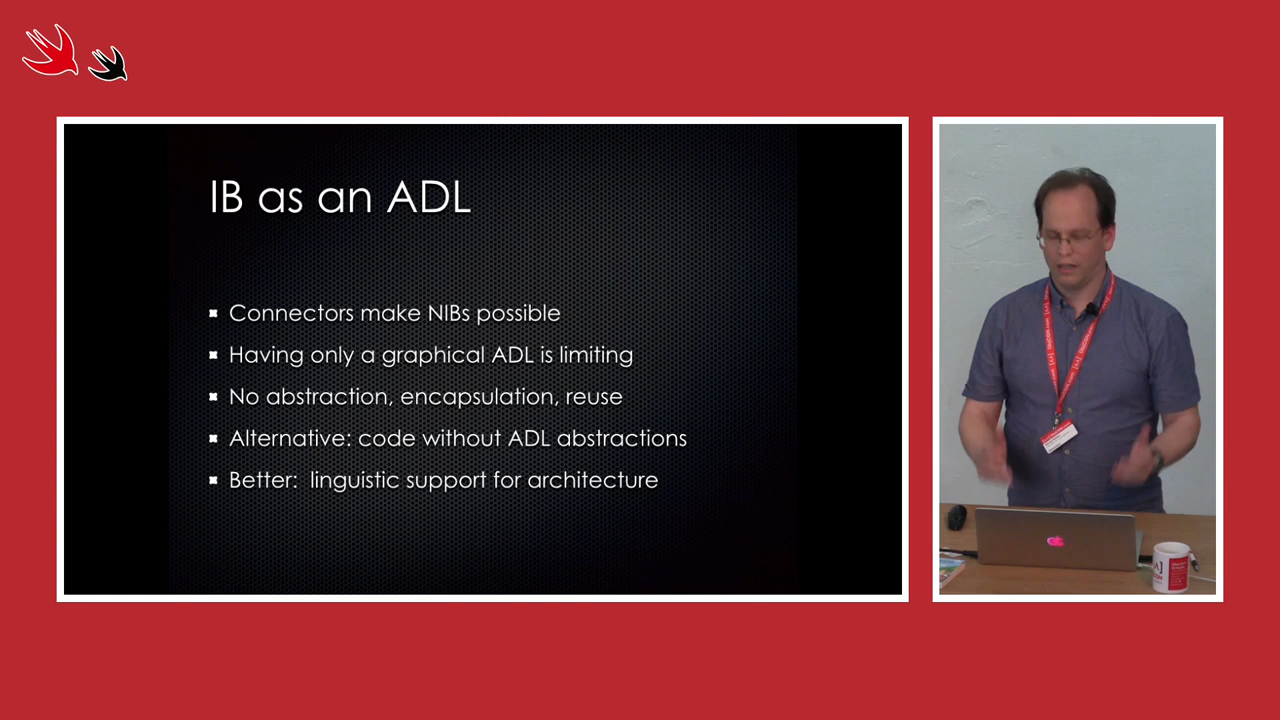 IB as an ADL
Connectors make NIBs possible
Having only a graphical ADL is limiting
No abstraction, encapsulation, reuse
Alternative: code without ADL abstractions
Better: linguistic support for architecture